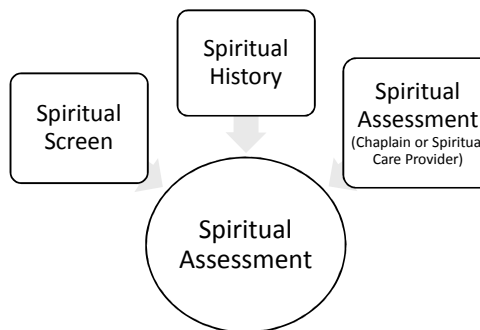 Spiritual
History
Spiritual
Screen
Spiritual
Assessment
(Chaplain or Spiritua
Care Provider)
Spiritual
Assessment